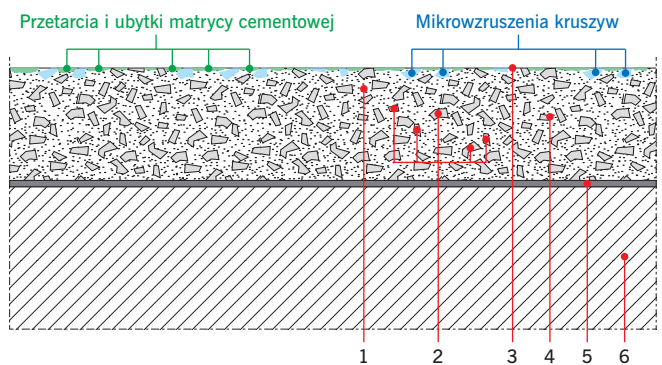 Przetarcia i ubytki matrycy cementowej
Mikrowzruszenia kruszyw
1 2 3 4 5 6